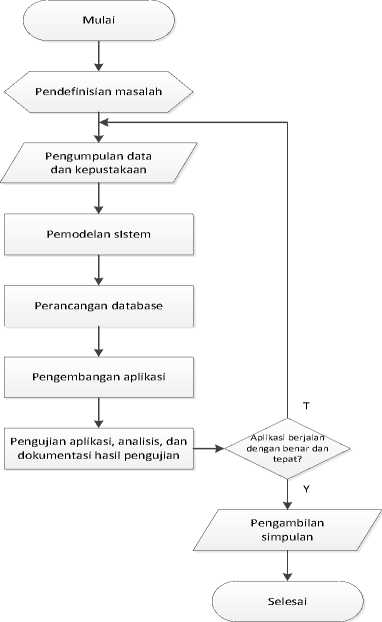 Mulai
Pendefinisian masalah
Pengumpulan data
dan kepustakaan
Pemodelan sistem
Perancangan database
Pengembangan aplikasi
Pengujian aplikasi, analisis, dan
dokumentasi hasil pengujian
T
Aplikasi berjalan
dengan benar dan
tepat?
Y
Pengambilan
simpulan
Selesai